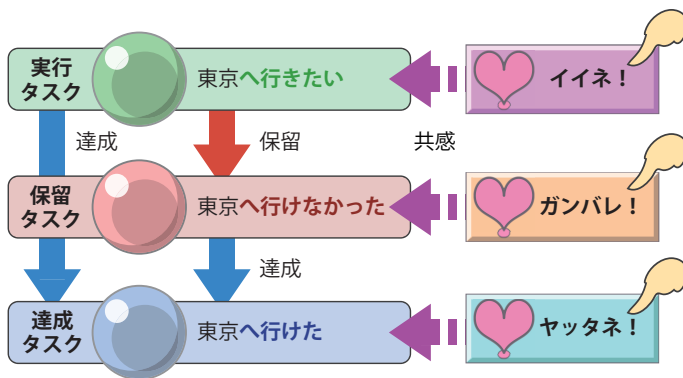 実行
タスク
東京へ行きたい
イイネ！
達成
保留
共感
保留
タスク
東京へ行けなかった
ガンバレ！
達成
達成
タスク
東京へ行けた
ヤッタネ！